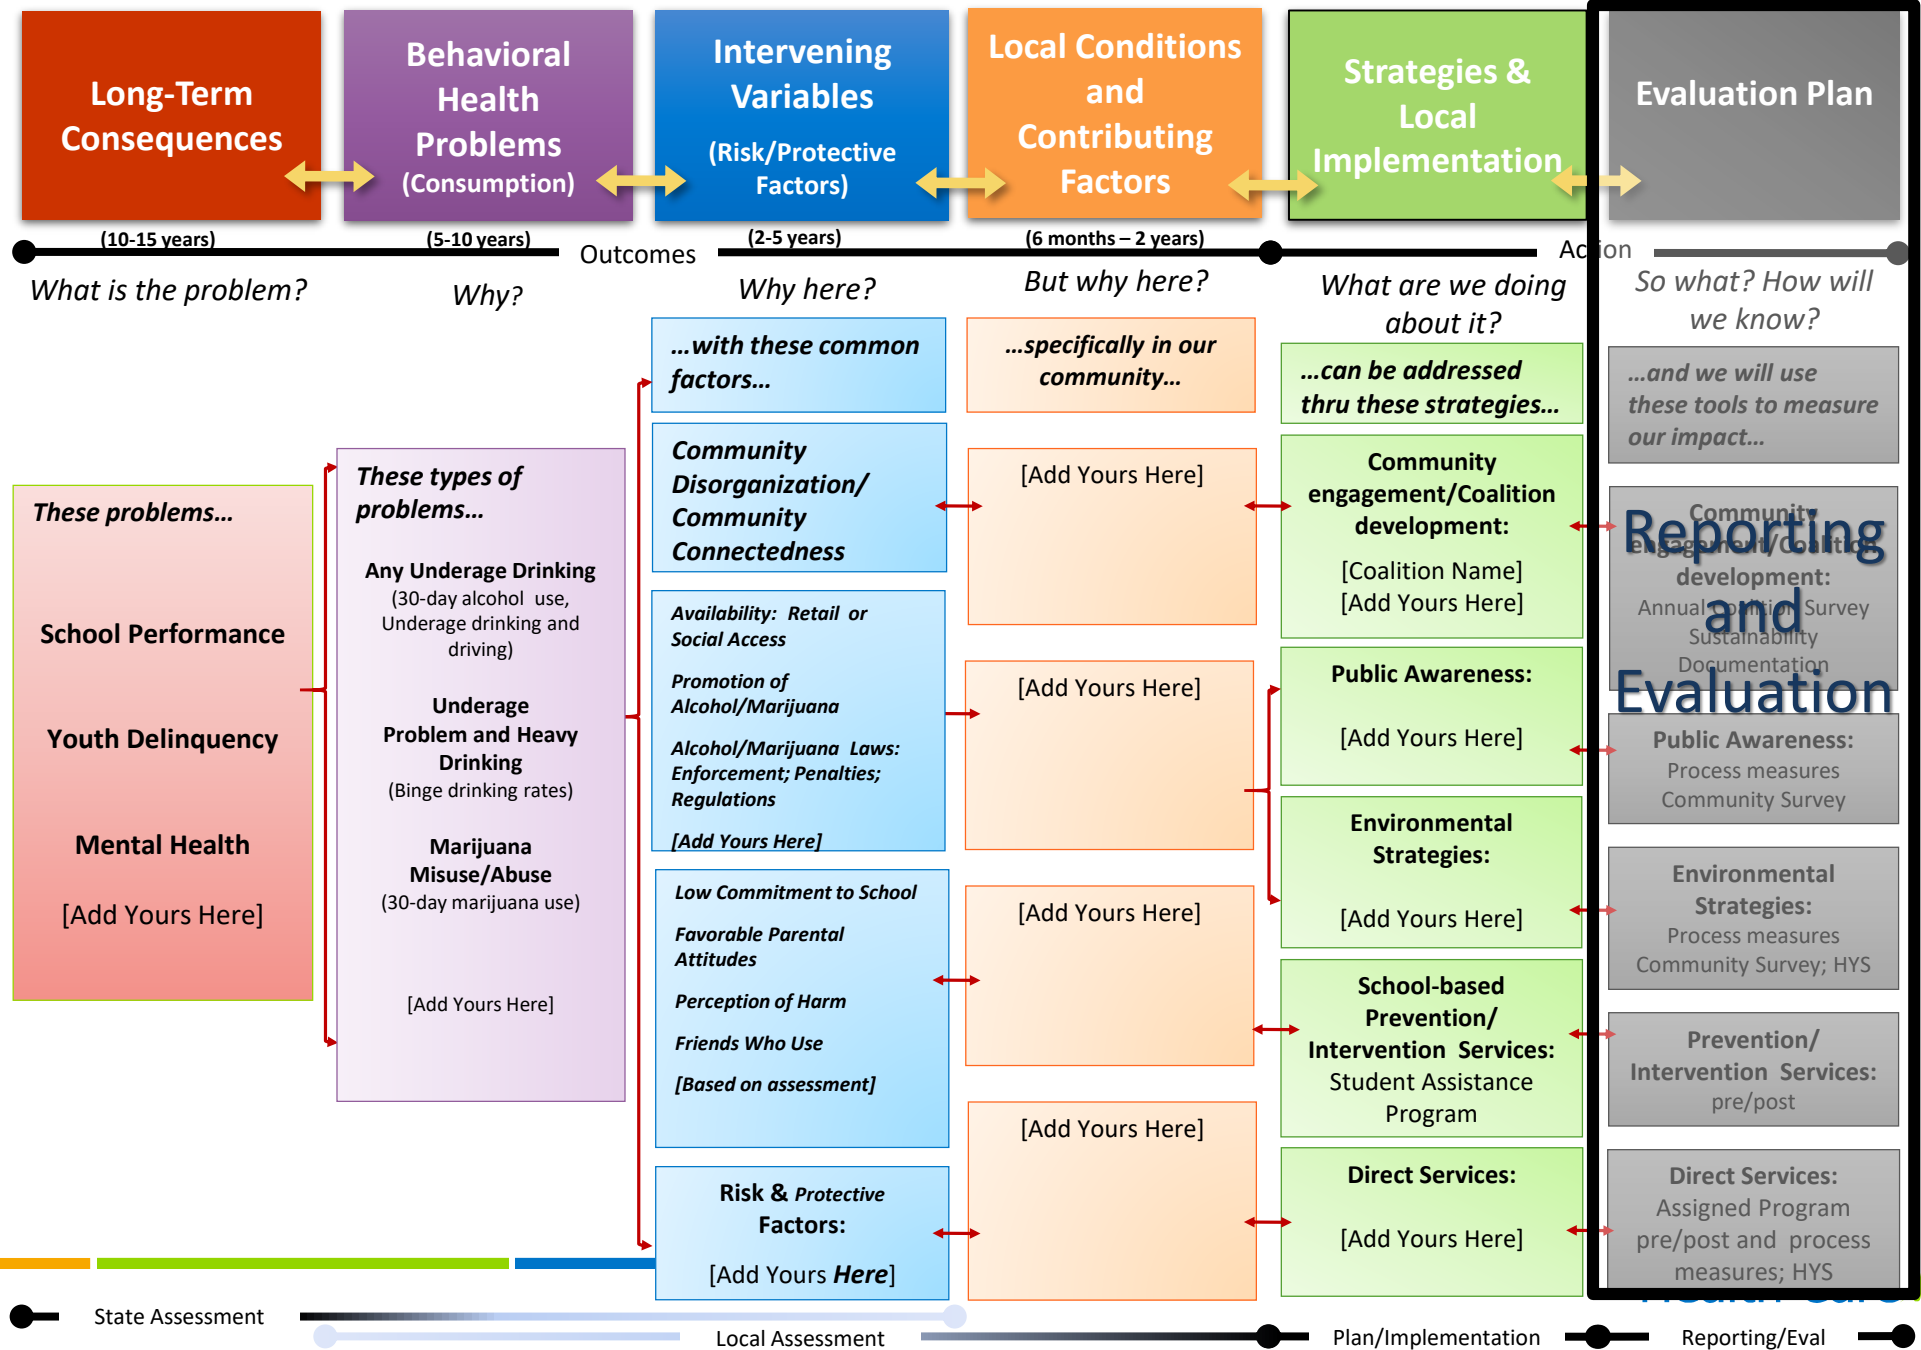 Long-Term
Consequences
Behavioral
Health
Problems
(Consumption)
Intervening
Variables
(Risk/Protective
Factors)
Local Conditions
and
Contributing
Factors
Strategies &
Local
Implementation
Evaluation Plan
(10-15 years)
(5-10 years)
Outcomes
(2-5 years)
(6 months – 2 years)
Action
What is the problem?
Why?
Why here?
But why here?
What are we doing
about it?
So what? How will
we know?
These problems…
School Performance
Youth Delinquency
Mental Health
[Add Yours Here]
These types of
problems…
Any Underage Drinking
(30-day alcohol use,
Underage drinking and
driving)
Underage
Problem and Heavy
Drinking
(Binge drinking rates)
Marijuana
Misuse/Abuse
(30-day marijuana use)
[Add Yours Here]
…with these common
factors…
Community
Disorganization/
Community
Connectedness
Availability: Retail or
Social Access
Promotion of
Alcohol/Marijuana
Alcohol/Marijuana Laws:
Enforcement; Penalties;
Regulations
[Add Yours Here]
Low Commitment to School
Favorable Parental
Attitudes
Perception of Harm
Friends Who Use
[Based on assessment]
Risk & Protective
Factors:
[Add Yours Here]
…specifically in our
community…
[Add Yours Here]
[Add Yours Here]
[Add Yours Here]
[Add Yours Here]
…can be addressed
thru these strategies…
Community
engagement/Coalition
development:
[Coalition Name]
[Add Yours Here]
Public Awareness:
[Add Yours Here]
Environmental
Strategies:
[Add Yours Here]
School-based
Prevention/
Intervention Services:
Student Assistance
Program
Direct Services:
[Add Yours Here]
…and we will use
these tools to measure
our impact…
Community
engagement/Coalition
development:
Annual Coalition Survey
Sustainability
Documentation
Reporting
and
Evaluation
Public Awareness:
Process measures
Community Survey
Environmental
Strategies:
Process measures
Community Survey; HYS
Prevention/
Intervention Services:
pre/post
Direct Services:
Assigned Program
pre/post and process
measures; HYS
State Assessment
Local Assessment
Plan/Implementation
Reporting/Eval